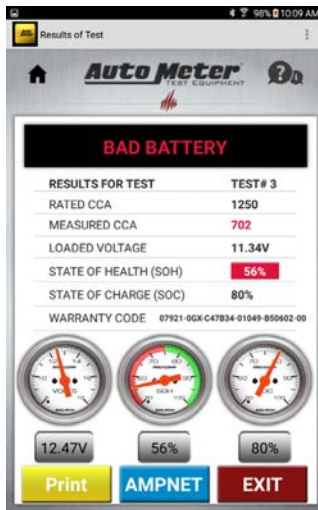 98% 10:09 AM
Results of Test
Auto Meter
TEST EQUIPMENT
BAD BATTERY
RESULTS FOR TEST TEST# 3
RATED CCA 1250
MEASURED CCA 702
LOADED VOLTAGE 11.34V
STATE OF HEALTH (SOH) 56%
STATE OF CHARGE (SOC) 80%
WARRANTY CODE 07921-0GX-C47B34-01049-B50602-00
VOLTS
SOH
12.47V 56% 80%
Print AMPNET EXIT